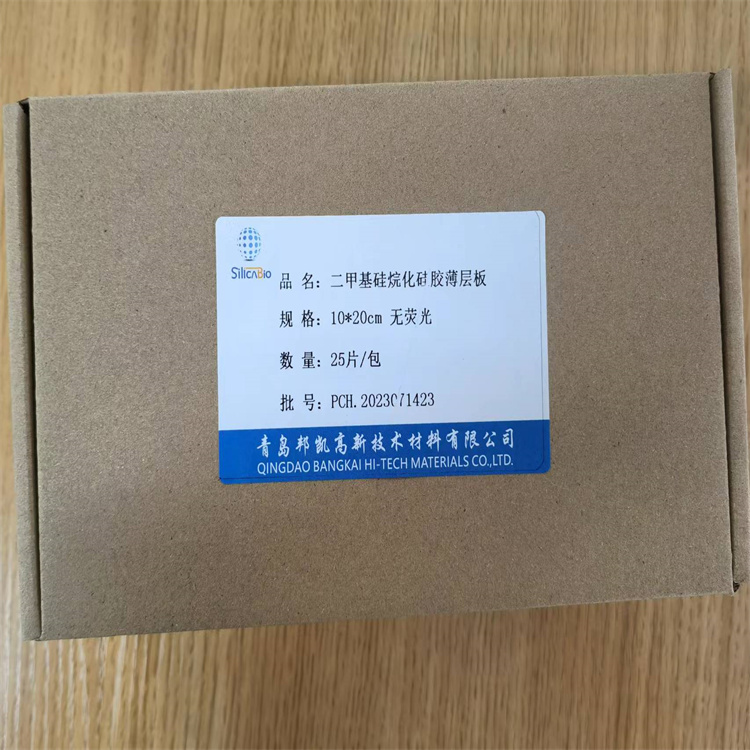 SilicaBio
品 名：二甲基硅烷化硅胶薄层板
规 格：10*20cm 无荧光
数 量：25片/包
批 号：PCH.2023071423
青岛邦凯高新技术材料有限公司
QINGDAO BANGKAI HI-TECH MATERIALS CO.,LTD.